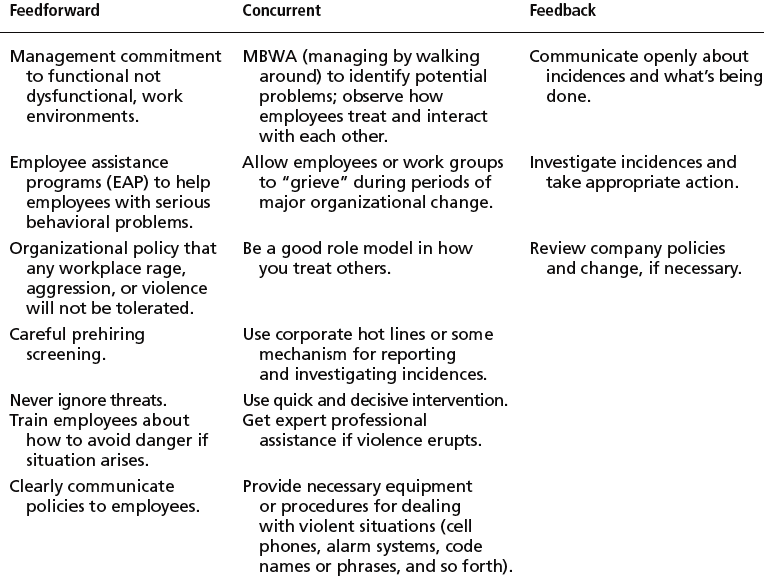 Feedforward Concurrent Feedback
Management commitment
to functional not
dysfunctional, work
environments.
MBWA (managing by walking
around) to identify potential
problems; observe how
employees treat and interact
with each other.
Communicate openly about
incidences and what's being
done.
Employee assistance
programs (EAP) to help
employees with serious
behavioral problems.
Allow employees or work groups
to “grieve” during periods of
major organizational change.
Investigate incidences and
take appropriate action.
Organizational policy that
any workplace rage,
aggression, or violence
will not be tolerated.
Be a good role model in how
you treat others.
Review company policies
and change, if necessary.
Careful prehiring
screening.
Use corporate hot lines or some
mechanism for reporting
and investigating incidences.
Never ignore threats.
Use quick and decisive intervention.
Train employees about
how to avoid danger if
situation arises.
Get expert professional
assistance if violence erupts.
Clearly communicate
policies to employees.
Provide necessary equipment
or procedures for dealing
with violent situations (cell
phones, alarm systems, code
names or phrases, and so forth).